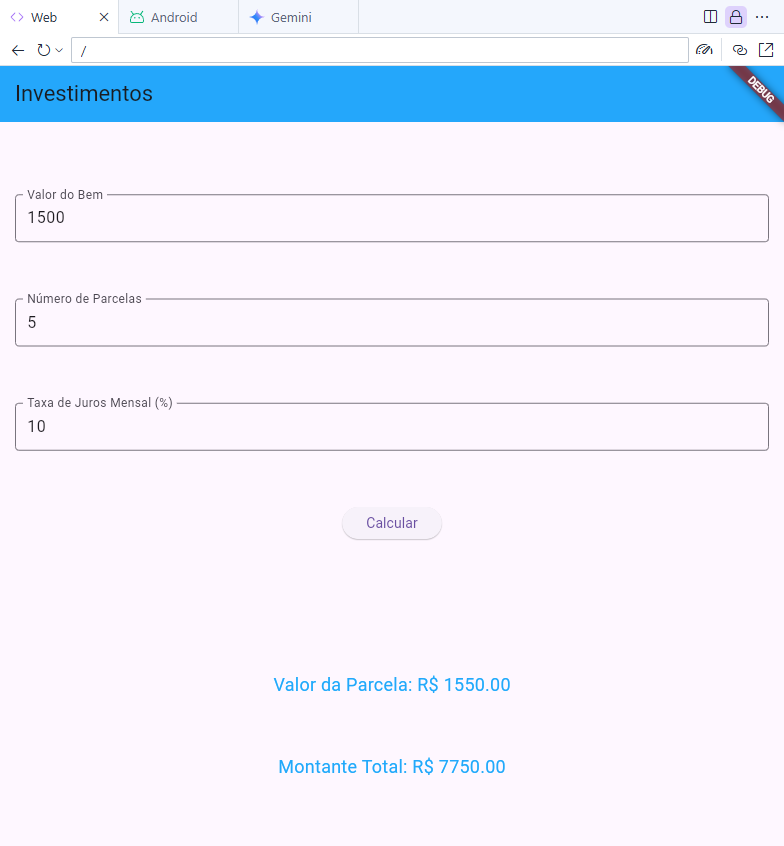 Web
Android
Gemini
/
Investimentos
DEBUG
Valor do Bem
1500
Número de Parcelas
5
Taxa de Juros Mensal (%)
10
Calcular
Valor da Parcela: R$ 1550.00
Montante Total: R$ 7750.00